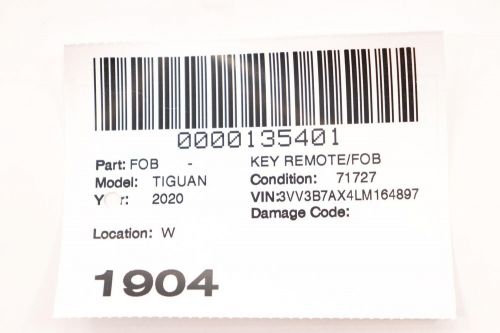 0000135401
Part: FOB - KEY REMOTE/FOB
Model: TIGUAN Condition: 71727
2020 VIN:3VV3B7AX4LM164897
Damage Code:
Location: W
1904